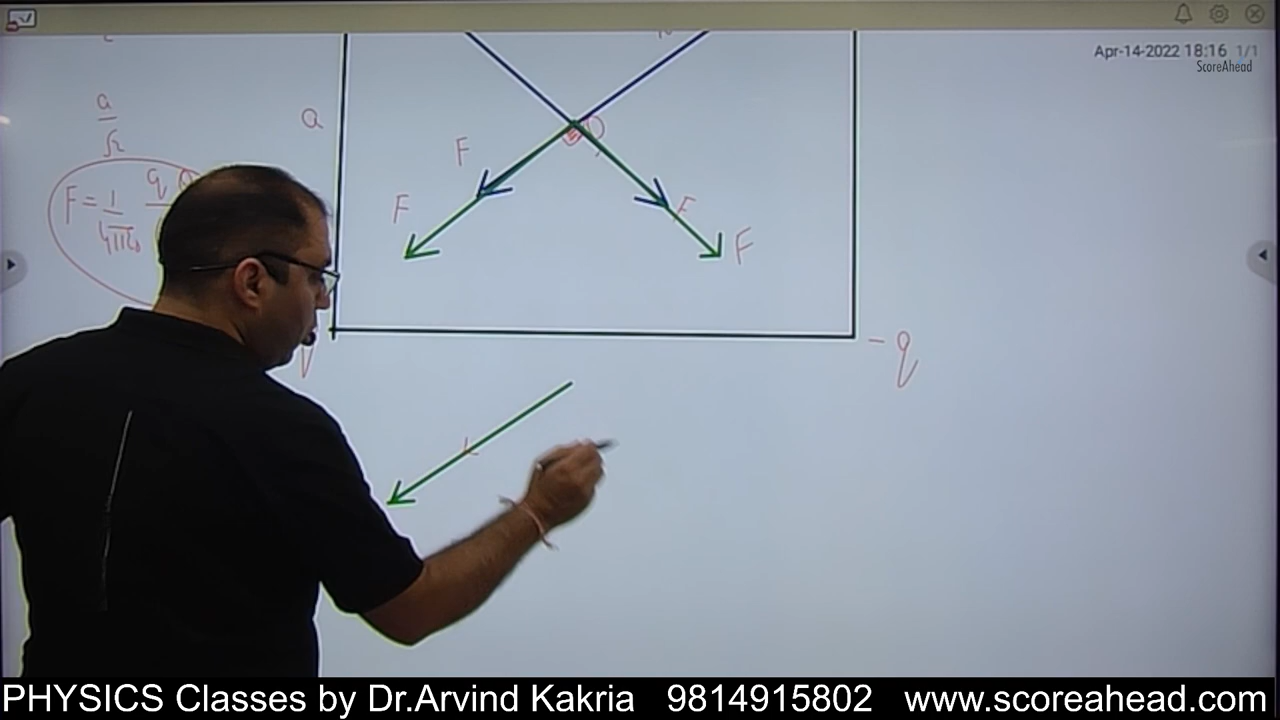 Apr-14-2022 18:16 1/1
ScoreAhead
a
a
√2
F
F = 1 q
4πε₀
F
F
F
- q
PHYSICS Classes by Dr.Arvind Kakria 9814915802 www.scoreahead.com